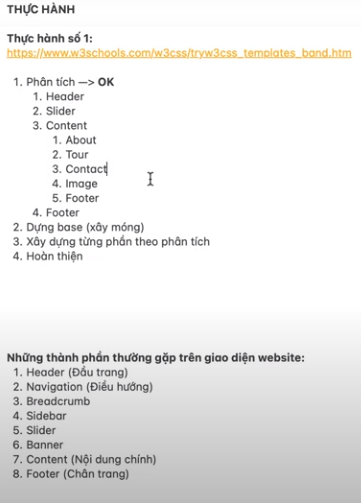 THỰC HÀNH
Thực hành số 1:
https://www.w3schools.com/w3css/tryw3css_templates_band.htm
1. Phân tích —> OK
1. Header
2. Slider
3. Content
1. About
2. Tour
3. Contact
4. Image
5. Footer
4. Footer
2. Dựng base (xây móng)
3. Xây dựng từng phần theo phân tích
4. Hoàn thiện
Những thành phần thường gặp trên giao diện website:
1. Header (Đầu trang)
2. Navigation (Điều hướng)
3. Breadcrumb
4. Sidebar
5. Slider
6. Banner
7. Content (Nội dung chính)
8. Footer (Chân trang)